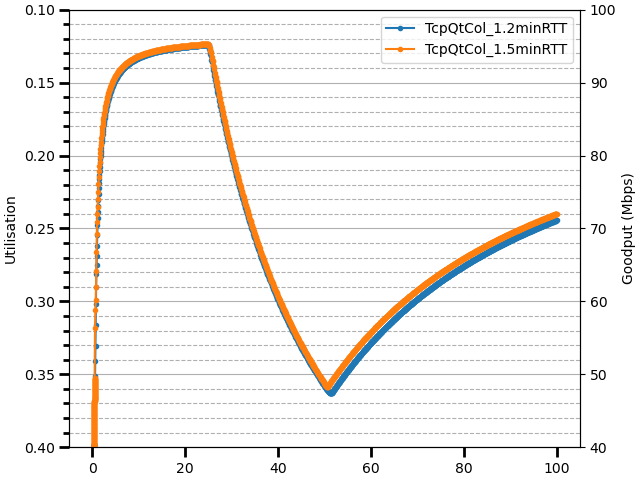 TcpQtCol_1.2minRTT
TcpQtCol_1.5minRTT
Utilisation
0.10
0.15
0.20
0.25
0.30
0.35
0.40
100
90
80
70
60
50
40
Goodput (Mbps)
0 20 40 60 80 100